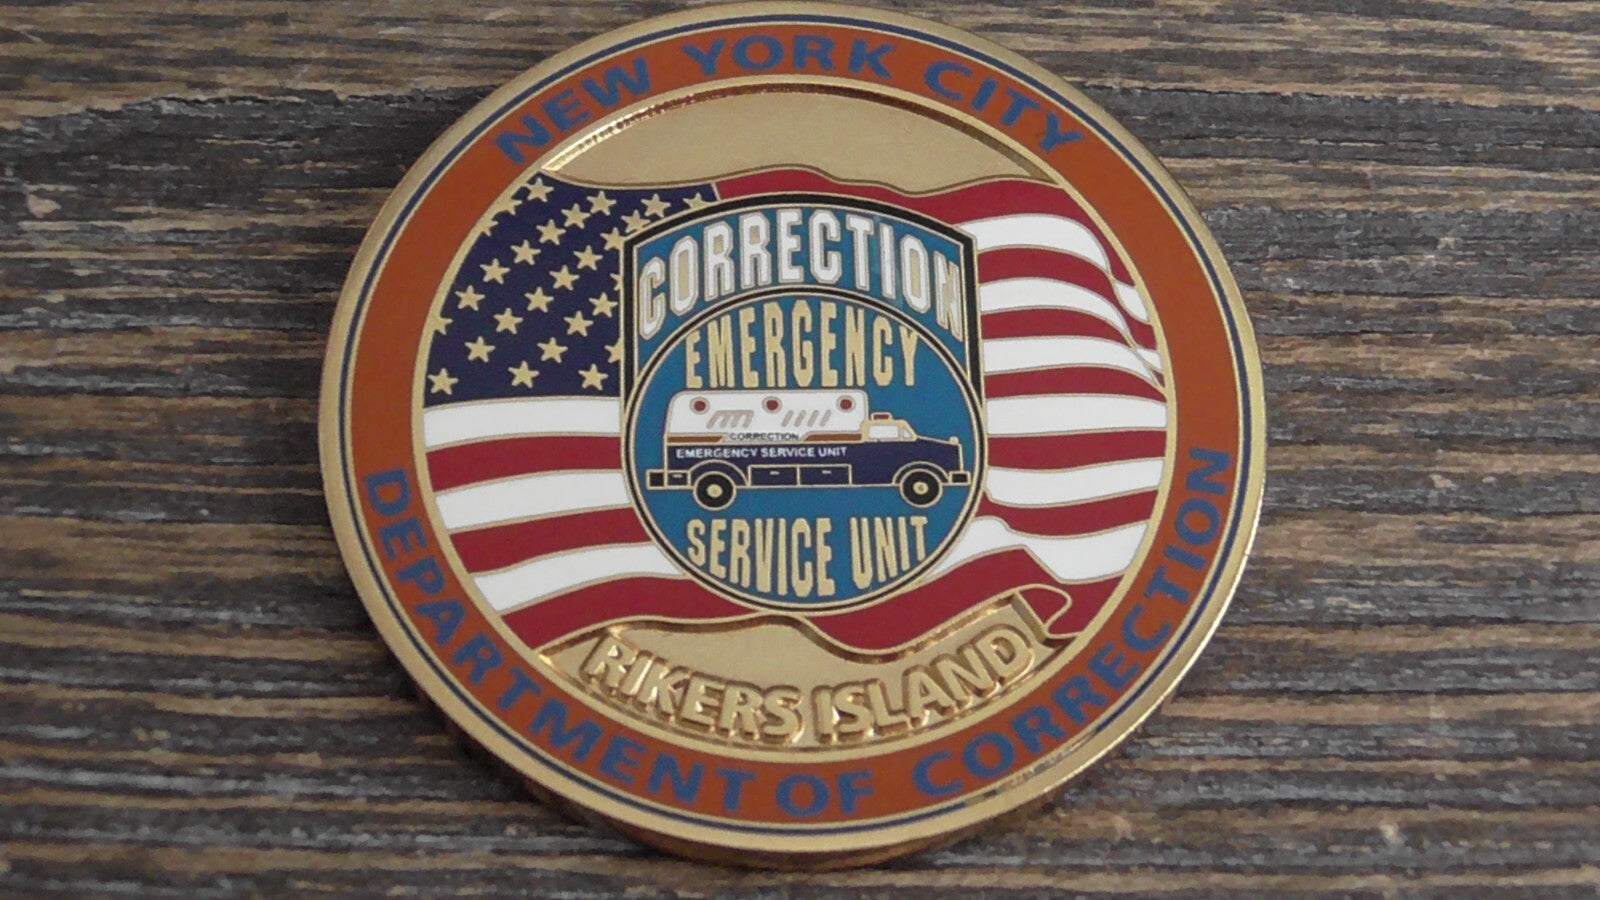 NEW YORK CITY
CORRECTION
EMERGENCY
CORRECTION
EMERGENCY SERVICE UNIT
SERVICE UNIT
RIKERS ISLAND
DEPARTMENT OF CORRECTION